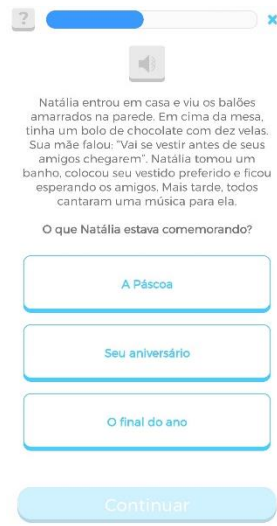 ?
×
Natália entrou em casa e viu os balões
amarrados na parede. Em cima da mesa,
tinha um bolo de chocolate com dez velas.
Sua mãe falou: "Vai se vestir antes de seus
amigos chegarem". Natália tomou um
banho, colocou seu vestido preferido e ficou
esperando os amigos. Mais tarde, todos
cantaram uma música para ela.
O que Natália estava comemorando?
A Páscoa
Seu aniversário
O final do ano
Continuar